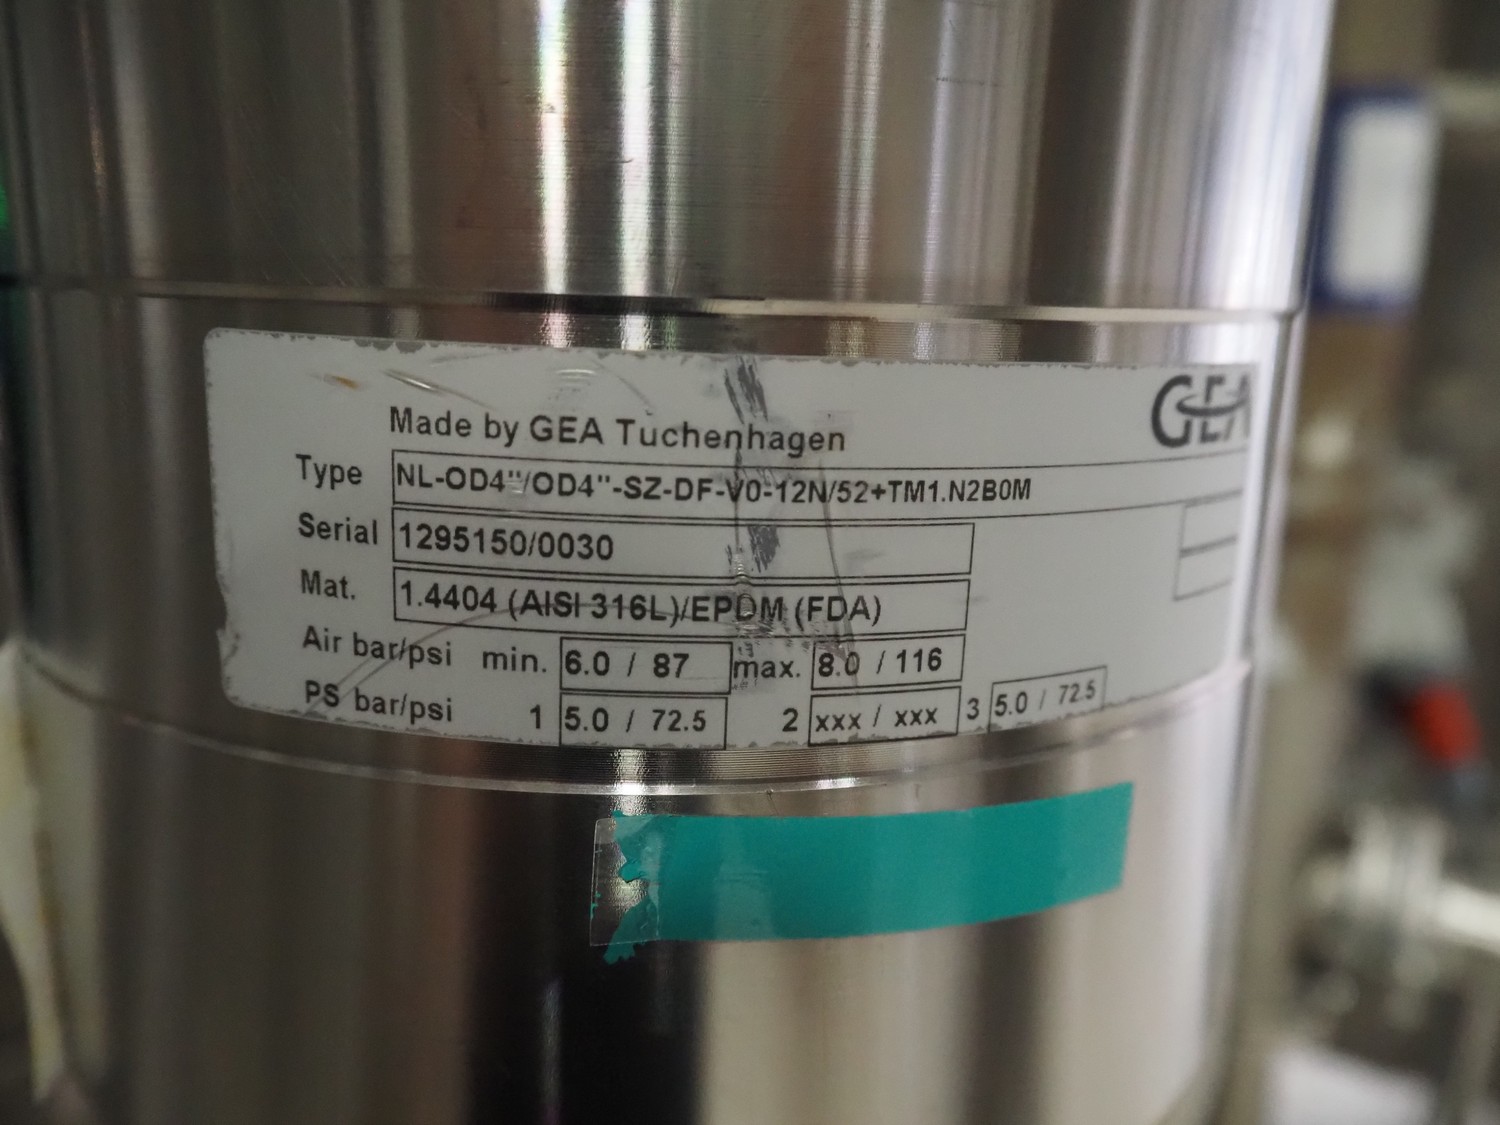 GEA
Made by GEA Tuchenhagen
Type NL-OD4"/OD4"-SZ-DF-V0-12N/52+TM1.N2B0M
Serial 1295150/0030
Mat. 1.4404 (AISI 316L)/EPDM (FDA)
Air bar/psi min. 6.0 / 87 max. 8.0 / 116
PS bar/psi 1 5.0 / 72.5 2 xxx / xxx 3 5.0 / 72.5